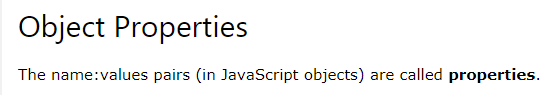 Object Properties
The name:values pairs (in JavaScript objects) are called properties.